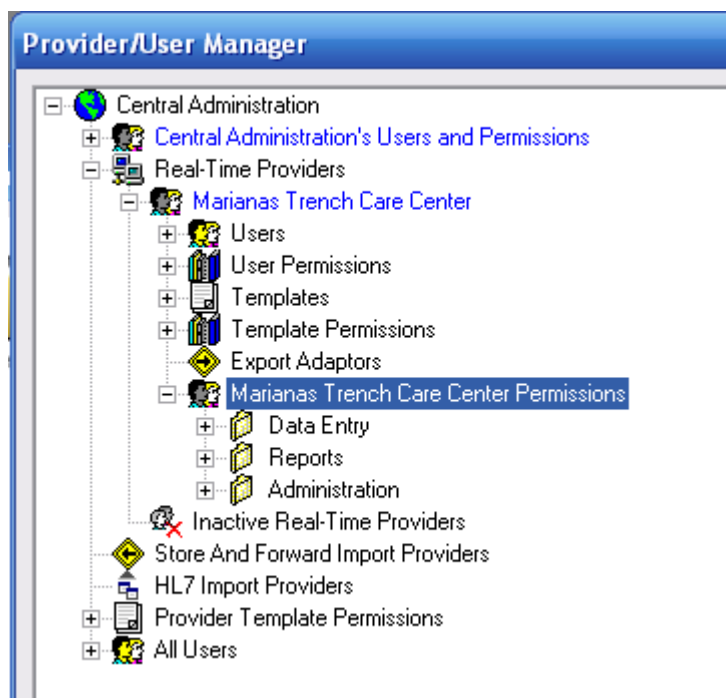 Provider/User Manager
Central Administration
Central Administration's Users and Permissions
Real-Time Providers
Marianas Trench Care Center
Users
User Permissions
Templates
Template Permissions
Export Adaptors
Marianas Trench Care Center Permissions
Data Entry
Reports
Administration
Inactive Real-Time Providers
Store And Forward Import Providers
HL7 Import Providers
Provider Template Permissions
All Users